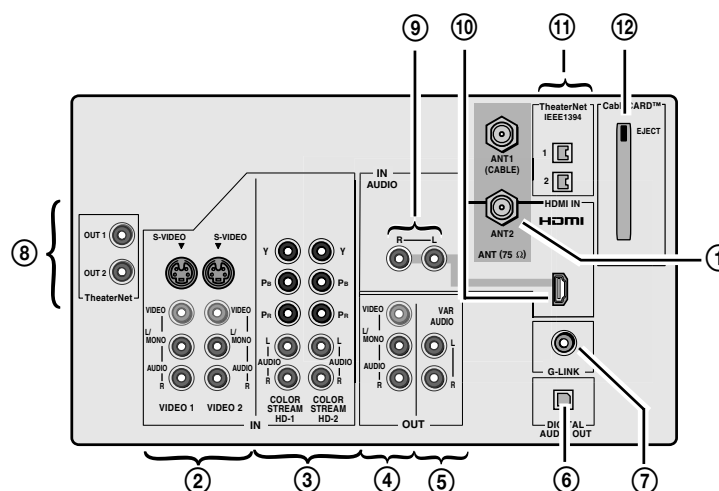 ⑨ ⑩ ⑪ ⑫
TheaterNet
IEEE1394
CableCARD™
EJECT
ANT1
(CABLE)
1
2
IN
AUDIO
HDMI IN
HDMI
⑧
OUT 1
OUT 2
TheaterNet
S-VIDEO S-VIDEO
R L
ANT2
ANT (75 Ω)
①
Y Y
PB PB
PR PR
VIDEO VIDEO
L/
MONO
L/
MONO
AUDIO
R
AUDIO
R
L L
AUDIO AUDIO
R R
VIDEO
L/
MONO
AUDIO
R
VAR
AUDIO
L
R
G-LINK
VIDEO 1 VIDEO 2
COLOR
STREAM
HD-1
COLOR
STREAM
HD-2
IN
OUT
DIGITAL
AUDIO OUT
② ③ ④ ⑤ ⑥ ⑦